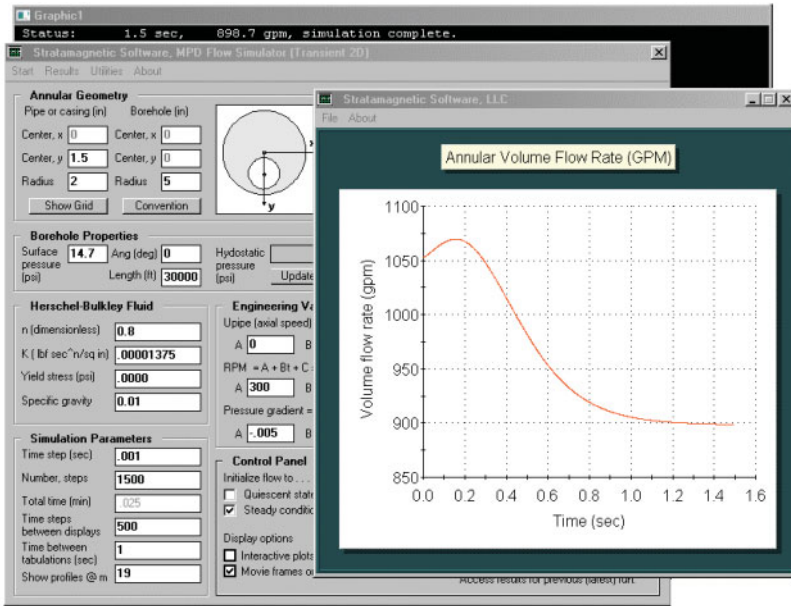 Graphic1
Status: 1.5 sec, 898.7 gpm, simulation complete.
Stratamagnetic Software, MPD Flow Simulator (Transient 2D)
Start Results Utilities About
Annular Geometry
Pipe or casing (in) Borehole (in)
Center, x 0 Center, x 0
Center, y 1.5 Center, y 0
Radius 2 Radius 5
Show Grid Convention
x
y
Borehole Properties
Surface pressure (psi) 14.7 Ang (deg) 0
Length (ft) 30000
Hydostatic pressure (psi)
Update
Herschel-Bulkley Fluid
n (dimensionless) 0.8
K ( lbf sec^n/sq in) .00001375
Yield stress (psi) .0000
Specific gravity 0.01
Engineering Va
Upipe (axial speed)
A 0 B
RPM = A + Bt + C
A 300 B
Pressure gradient =
A -.005 B
Simulation Parameters
Time step (sec) .001
Number, steps 1500
Total time (min) .025
Time steps between displays 500
Time between tabulations (sec) 1
Show profiles @ m 19
Control Panel
Initialize flow to . . .
Quiescent state
Steady conditio
Display options
Interactive plots
Movie frames o
Access results for previous (latest) run.
Stratamagnetic Software, LLC
File About
Annular Volume Flow Rate (GPM)
Volume flow rate (gpm)
1100
1050
1000
950
900
850
0.0 0.2 0.4 0.6 0.8 1.0 1.2 1.4 1.6
Time (sec)